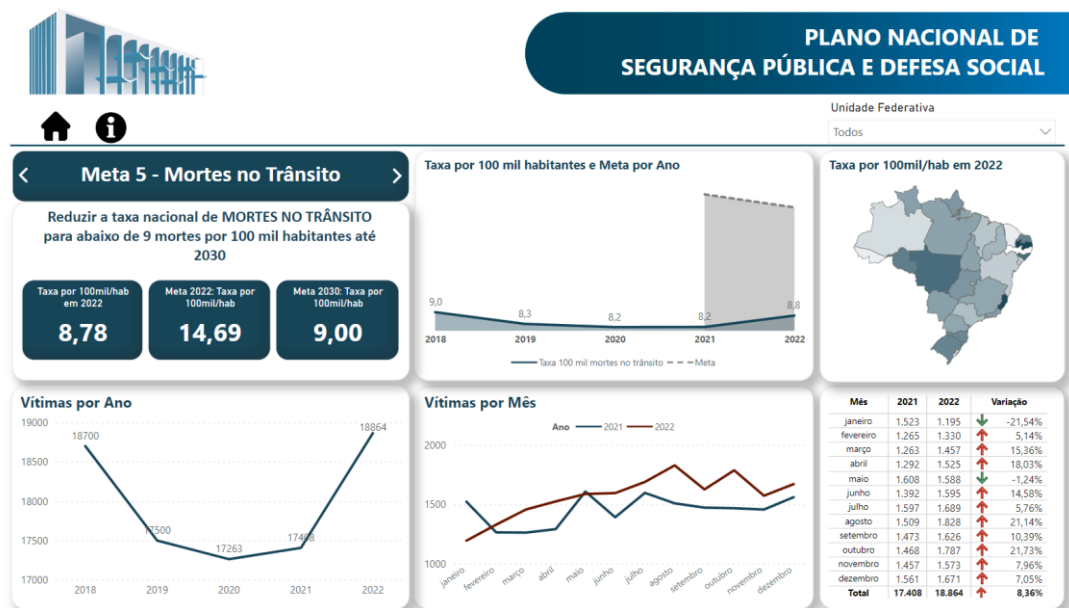 PLANO NACIONAL DE
SEGURANÇA PÚBLICA E DEFESA SOCIAL
Unidade Federativa
Todos
Meta 5 - Mortes no Trânsito
Reduzir a taxa nacional de MORTES NO TRÂNSITO
para abaixo de 9 mortes por 100 mil habitantes até
2030
Taxa por 100mil/hab
em 2022
8,78
Meta 2022: Taxa por
100mil/hab
14,69
Meta 2030: Taxa por
100mil/hab
9,00
Taxa por 100 mil habitantes e Meta por Ano
9,0
8,3
8,2
8,2
8,8
2018 2019 2020 2021 2022
Taxa 100 mil mortes no trânsito Meta
Taxa por 100mil/hab em 2022
Vítimas por Ano
19000
18500
18000
17500
17000
18700
17500
17263
17408
18864
2018 2019 2020 2021 2022
Vítimas por Mês
Ano 2021 2022
2000
1500
1000
janeiro fevereiro março abril maio junho julho agosto setembro outubro novembro dezembro
Mês 2021 2022 Variação
janeiro 1.523 1.195 -21,54%
fevereiro 1.265 1.330 5,14%
março 1.263 1.457 15,36%
abril 1.292 1.525 18,03%
maio 1.608 1.588 -1,24%
junho 1.392 1.595 14,58%
julho 1.597 1.689 5,76%
agosto 1.509 1.828 21,14%
setembro 1.473 1.626 10,39%
outubro 1.468 1.787 21,73%
novembro 1.457 1.573 7,96%
dezembro 1.561 1.671 7,05%
Total 17.408 18.864 8,36%